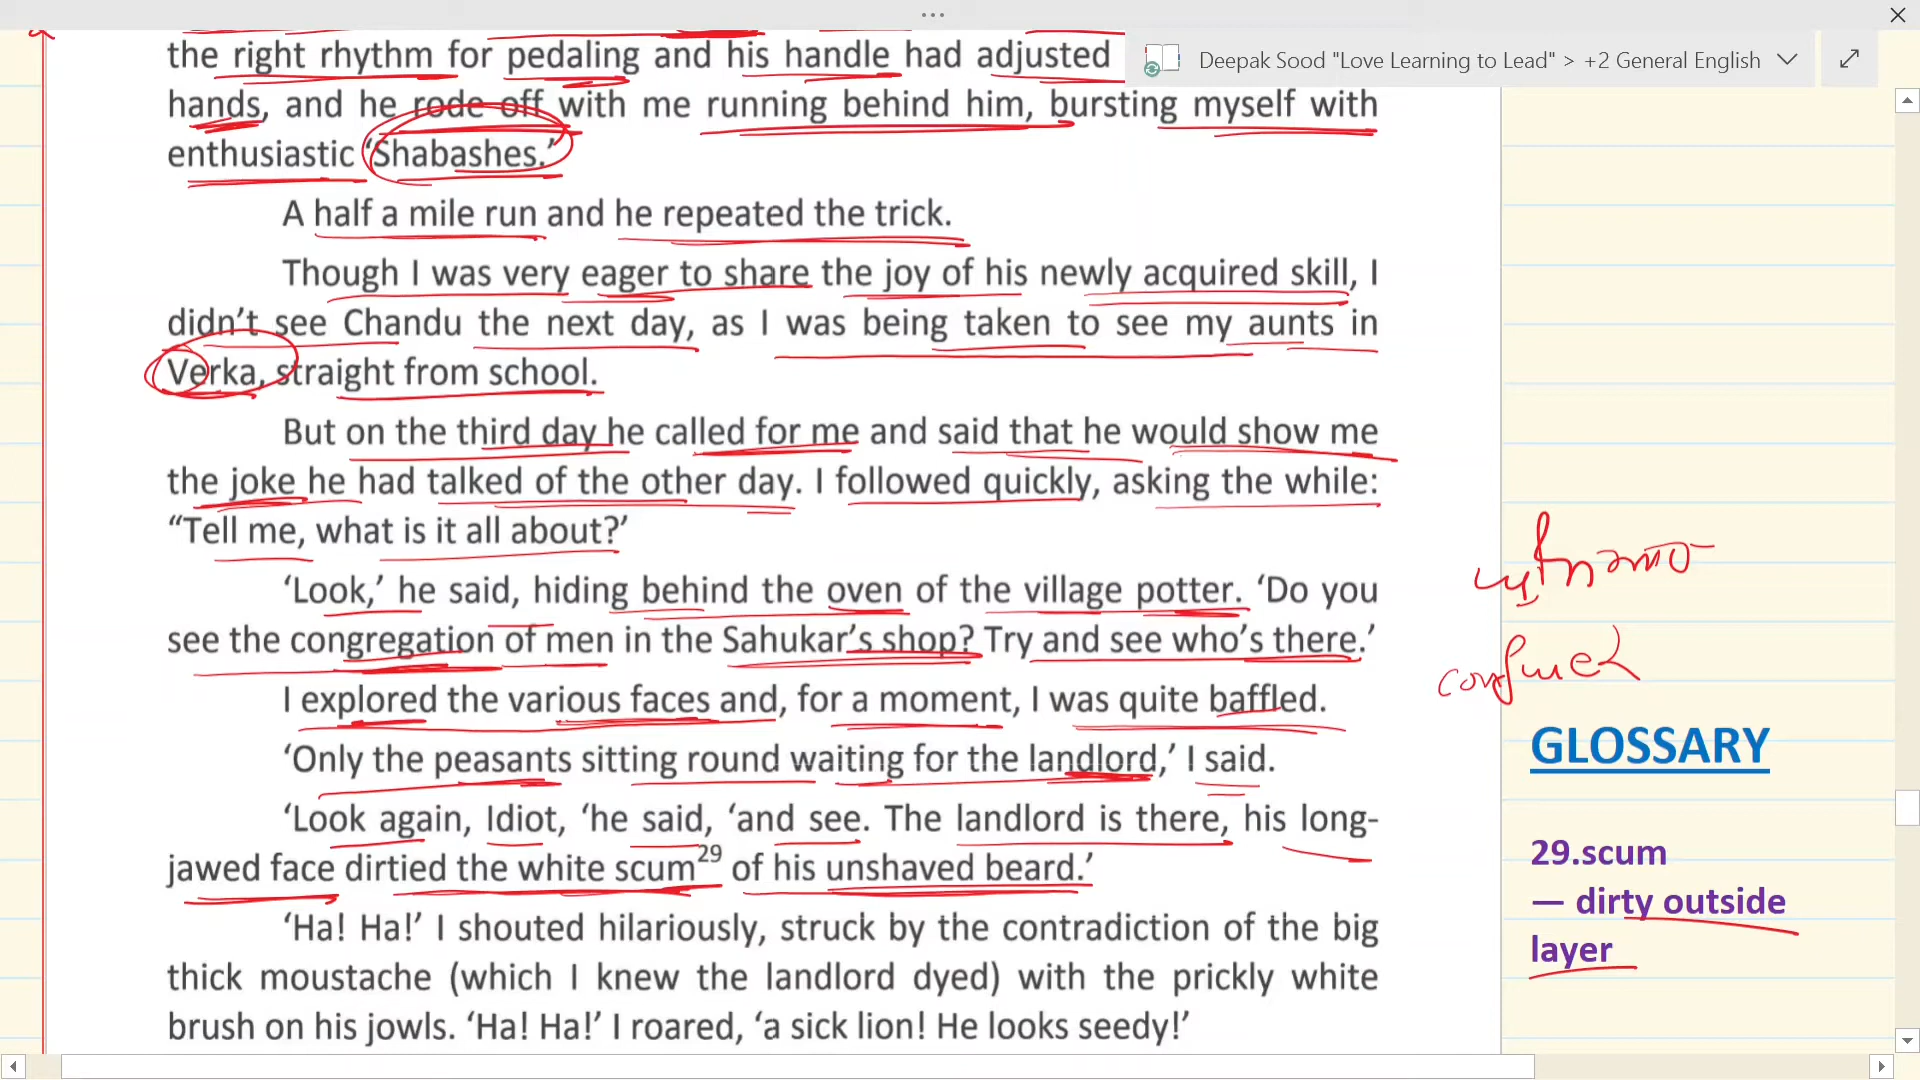 ...
the right rhythm for pedaling and his handle had adjusted
Deepak Sood "Love Learning to Lead" > +2 General English
hands, and he rode off with me running behind him, bursting myself with
enthusiastic ‘Shabashes.’
A half a mile run and he repeated the trick.
Though I was very eager to share the joy of his newly acquired skill, I
didn’t see Chandu the next day, as I was being taken to see my aunts in
Verka, straight from school.
But on the third day he called for me and said that he would show me
the joke he had talked of the other day. I followed quickly, asking the while:
“Tell me, what is it all about?’
‘Look,’ he said, hiding behind the oven of the village potter. ‘Do you
see the congregation of men in the Sahukar’s shop? Try and see who’s there.’
I explored the various faces and, for a moment, I was quite baffled.
‘Only the peasants sitting round waiting for the landlord,’ I said.
‘Look again, Idiot, ‘he said, ‘and see. The landlord is there, his long-
jawed face dirtied the white scum29 of his unshaved beard.’
‘Ha! Ha!’ I shouted hilariously, struck by the contradiction of the big
thick moustache (which I knew the landlord dyed) with the prickly white
brush on his jowls. ‘Ha! Ha!’ I roared, ‘a sick lion! He looks seedy!’
GLOSSARY
29.scum
— dirty outside
layer